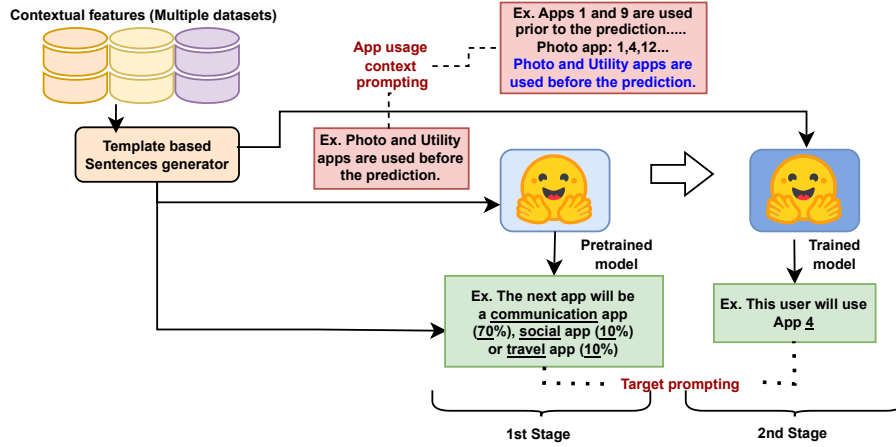 Contextual features (Multiple datasets)
Ex. Apps 1 and 9 are used
prior to the prediction.....
Photo app: 1,4,12...
Photo and Utility apps are
used before the prediction.
App usage
context
prompting
Template based
Sentences generator
Ex. Photo and Utility
apps are used before
the prediction.
Pretrained
model
Trained
model
Ex. The next app will be
a communication app
(70%), social app (10%)
or travel app (10%)
Ex. This user will use
App 4
Target prompting
1st Stage
2nd Stage